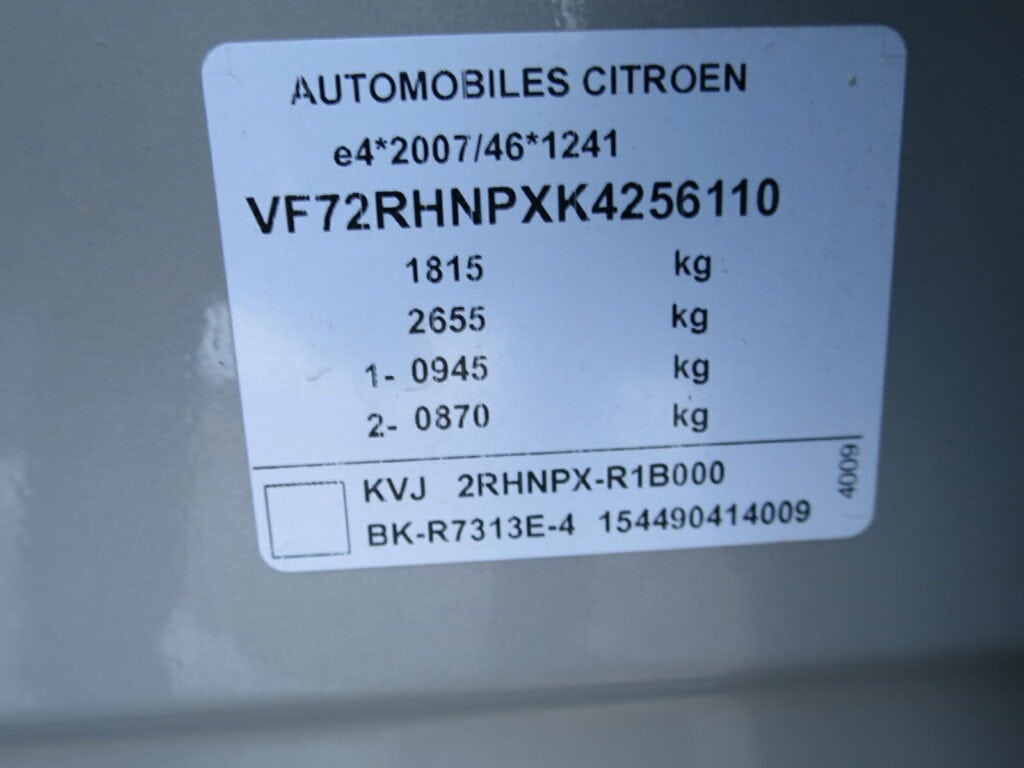 AUTOMOBILES CITROEN
e4*2007/46*1241
VF72RHNPXK4256110
1815 kg
2655 kg
1- 0945 kg
2- 0870 kg
KVJ 2RHNPX-R1B000
BK-R7313E-4 154490414009
4009